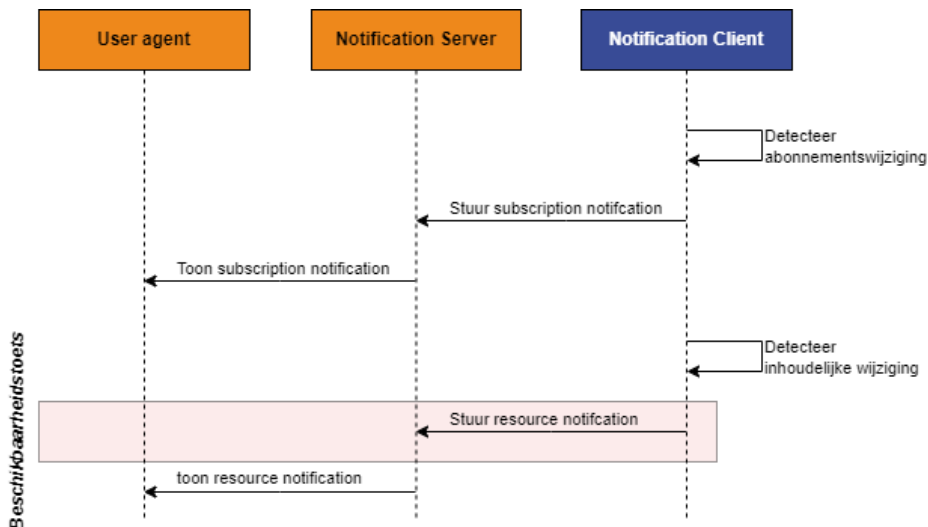 User agent
Notification Server
Notification Client
Detecteer
abonnementswijziging
Stuur subscription notifcation
Toon subscription notification
Detecteer
inhoudelijke wijziging
Beschikbaarheidstoets
Stuur resource notifcation
toon resource notification